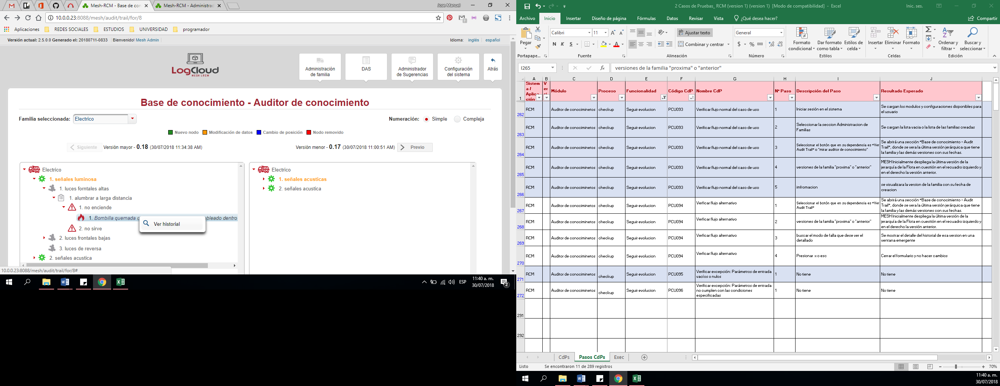 Mesh-RCM - Base de con
Mesh-RCM - Administrad
Jose Manuel
10.0.0.23:8088/mesh/audit/trail/for/8
Aplicaciones REDES SOCIALES ESTUDIOS UNIVERSIDAD programador
Versión actual: 2.5.0.0 Generado el: 20180711-0833 Bienvenido! Mesh Admin
Idioma: inglés español
LogCloud
MESH LRCM
Administración
de familia
DAS
Administrador
de Sugerencias
Configuración
del sistema
Atrás
Base de conocimiento - Auditor de conocimiento
Familia seleccionada: Electrico
Numeración: Simple Compleja
Nuevo nodo Modificación de datos Cambio de posición Nodo removido
Siguiente Versión mayor - 0.18 (30/07/2018 11:34:38 AM)
Versión menor - 0.17 (30/07/2018 11:00:51 AM) Previo
Electrico
1. señales luminosa
1. luces forntales altas
1. alumbrar a larga distancia
1. no enciende
1. Bombilla quemada c
ableado dentro
Ver historial
2. no sirve
2. luces frontales bajas
3. luces de reversa
2. señales acustica
Electrico
1. señales acusticas
2. señales acustica
10.0.0.23:8088/mesh/audit/trail/for/8#
ESP
11:40 a. m.
30/07/2018
2
2 Casos de Pruebas_ RCM (version 1) (version 1) [Modo de compatibilidad] - Excel
Inic. ses.
Archivo Inicio Insertar Diseño de página Fórmulas Datos Revisar Vista ¿Qué desea hacer?
Compartir
Pegar
Calibri 11
N K S
Ajustar texto
Combinar y centrar
General
$ % 000
Formato
condicional
Dar formato
como tabla
Estilos de
celda
Insertar Eliminar Formato
Ordenar y
filtrar
Buscar y
seleccionar
Portapape... Fuente Alineación Número Estilos Celdas Edición
I265
fx
versiones de la familia "proxima" o "anterior"
A B C D E F G H I J
1
Sistem
a /
Aplica
ción
V
er
Módulo
Proceso
Funcionalidad
Código CdP
Nombre CdP
N° Paso
Descripción del Paso
Resultado Esperado
262 RCM Auditor de conociminetos checkup Seguir evolucion PCU093 Verificar flujo normal del caso de uso 1 Iniciar sesión en el sistema
Se cargan los modulos y configuraciones disponibles para
el usuario
263 RCM Auditor de conociminetos checkup Seguir evolucion PCU093 Verificar flujo normal del caso de uso 2
Seleccionar la seccion Administracion de
Familias
Se cargan la lista vacia o la lista de las familias creadas
264 RCM Auditor de conociminetos checkup Seguir evolucion PCU093 Verificar flujo normal del caso de uso 3
Seleccionar el botón que en su dependencia es “Ver
Audit Trail” o "mirar auditor de conocimiento"
Se abrirá una sección “Base de conocimiento - Audit
Trail”, donde se vera la última versión jerárquica que tiene
la familia y las demás versiones con sus fechas.
265 RCM Auditor de conociminetos checkup Seguir evolucion PCU093 Verificar flujo normal del caso de uso 4 versiones de la familia "proxima" o "anterior"
MESH Inicialmente despliega la última versión de la
jerarquía de la Flota en cuestión en el recuadro izquierdo y
en el derecho la versión anterior.
266 RCM Auditor de conociminetos checkup Seguir evolucion PCU093 Verificar flujo normal del caso de uso 5 imfromacion
se visualizara la version de la familia con su fecha de
creacion
267 RCM Auditor de conociminetos checkup Seguir evolucion PCU094 Verficar flujo alternativo 1
Seleccionar el botón que en su dependencia es “Ver
Audit Trail”
Se abrirá una sección “Base de conocimiento - Audit
Trail”, donde se vera la última versión jerárquica que tiene
la familia y las demás versiones con sus fechas.
268 RCM Auditor de conociminetos checkup Seguir evolucion PCU094 Verficar flujo alternativo 2 versiones de la familia "proxima" o "anterior"
MESH Inicialmente despliega la última versión de la
jerarquía de la Flota en cuestión en el recuadro izquierdo y
en el derecho la versión anterior.
269 RCM Auditor de conociminetos checkup Seguir evolucion PCU094 Verficar flujo alternativo 3
buscar el modo de falla que dese ver el
detallado
Se mostrar el detalle del historial de esa version en una
ventana emergente
270 RCM Auditor de conociminetos checkup Seguir evolucion PCU094 Verficar flujo alternativo 4 Presionar x o esc Cerrar el formulario y no hacer cambios
271 RCM Auditor de conociminetos checkup Seguir evolucion PCU095
Verificar excepción: Parámetros de entrada
vacíos o nulos
1 No tiene No tiene
272 RCM Auditor de conociminetos checkup Seguir evolucion PCU096
Verificar excepción: Parámetros de entrada
no cumplen con las condiciones
especificadas
1 No tiene No tiene
291
292
CdPs Pasos CdPs Exec
Listo Se encontraron 11 de 289 registros
70%
11:40 a. m.
30/07/2018